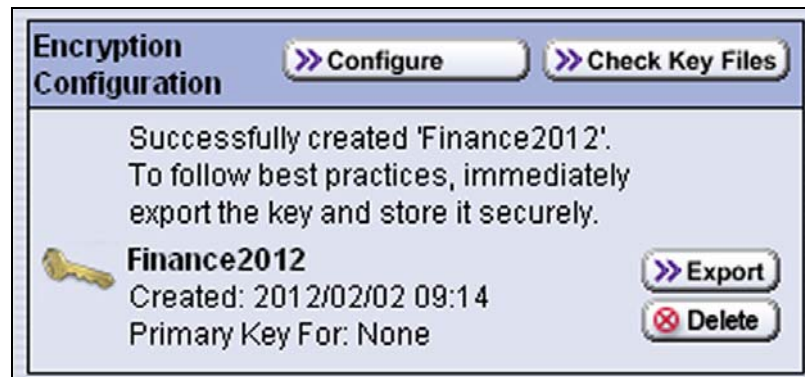 Encryption Configuration
Configure
Check Key Files
Successfully created 'Finance2012'.
To follow best practices, immediately
export the key and store it securely.
Finance2012
Created: 2012/02/02 09:14
Primary Key For: None
Export
Delete